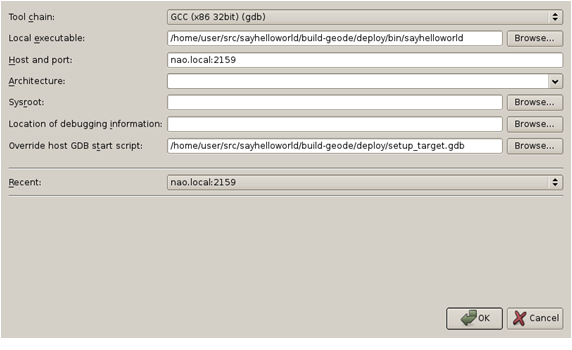 Tool chain: GCC (x86 32bit) (gdb)
Local executable: /home/user/src/sayhelloworld/build-geode/deploy/bin/sayhelloworld Browse...
Host and port: nao.local:2159
Architecture:
Sysroot: Browse...
Location of debugging information: Browse...
Override host GDB start script: /home/user/src/sayhelloworld/build-geode/deploy/setup_target.gdb Browse...
Recent: nao.local:2159
OK Cancel